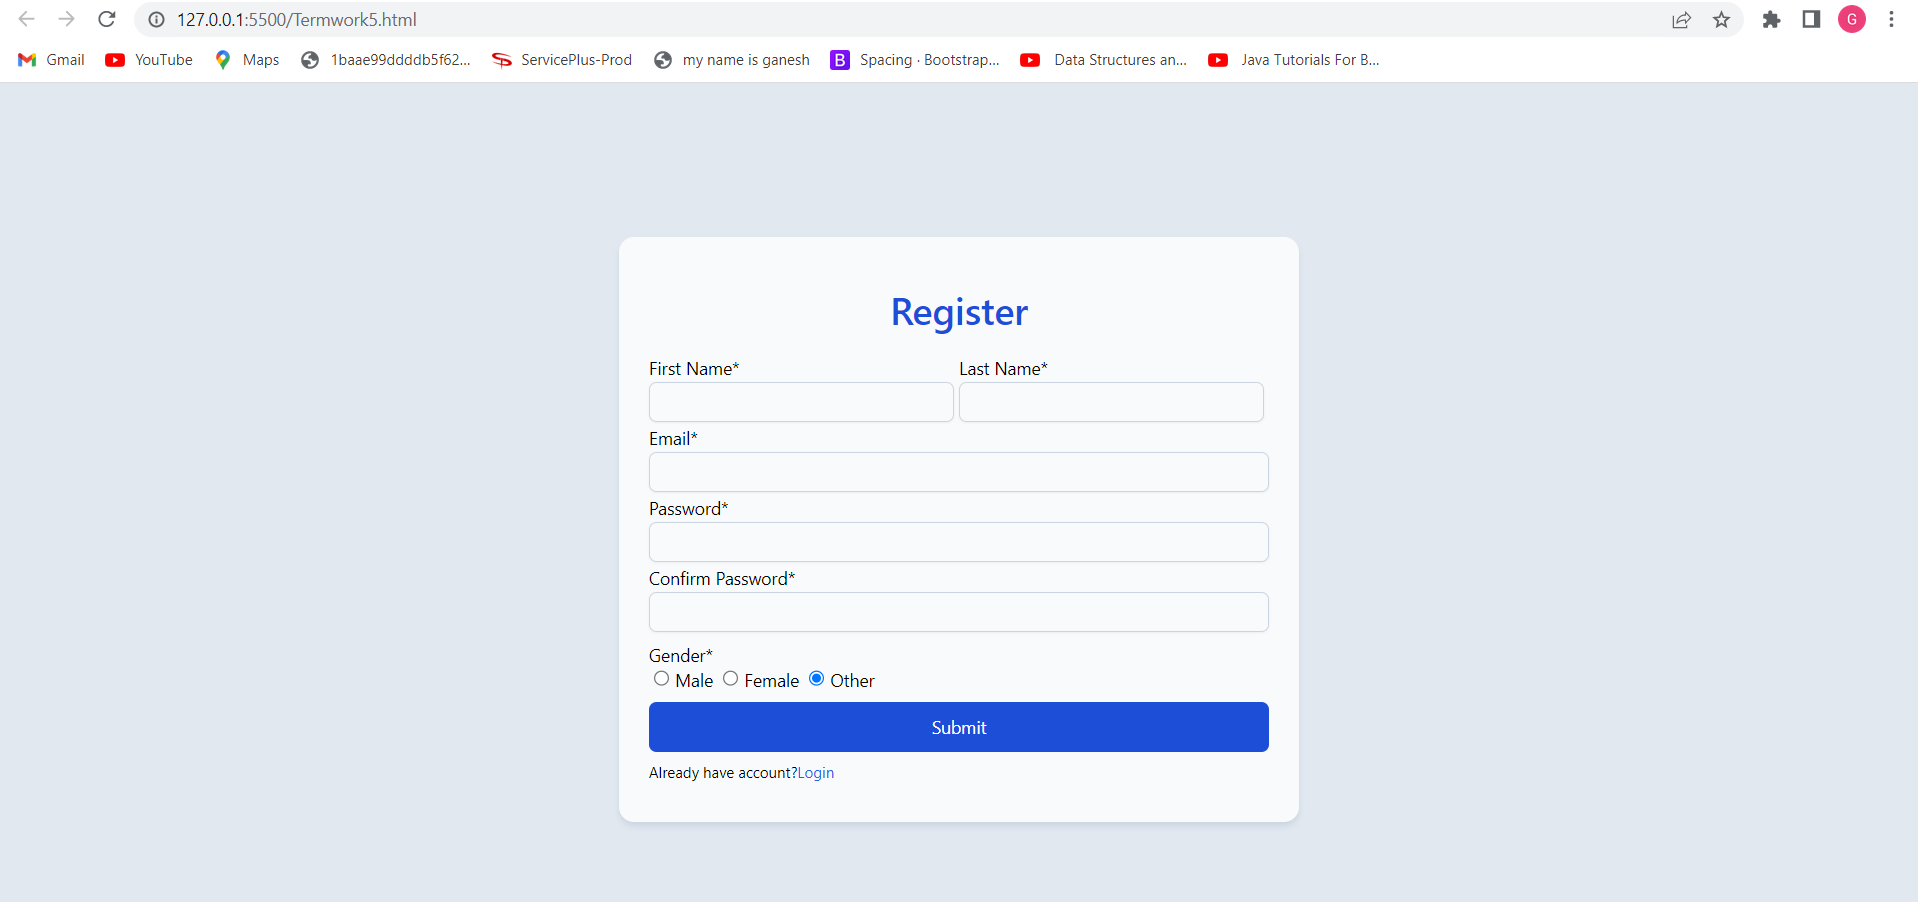 127.0.0.1:5500/Termwork5.html G
Gmail YouTube Maps 1baae99ddddb5f62... ServicePlus-Prod my name is ganesh B Spacing · Bootstrap... Data Structures an... Java Tutorials For B...
Register
First Name* Last Name*
Email*
Password*
Confirm Password*
Gender*
Male Female Other
Submit
Already have account?Login